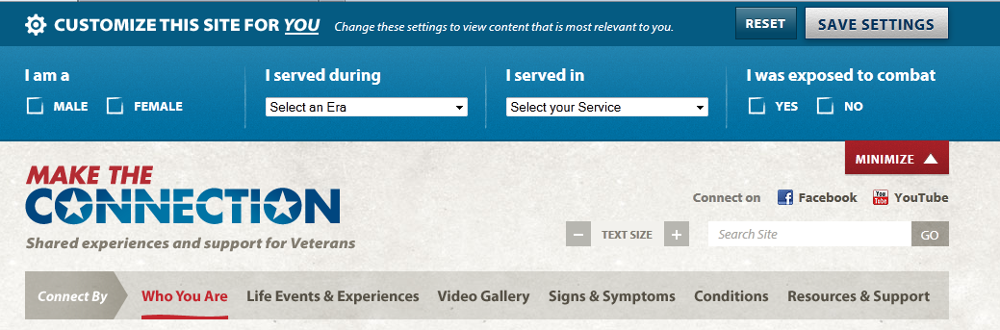 CUSTOMIZE THIS SITE FOR YOU Change these settings to view content that is most relevant to you. RESET SAVE SETTINGS
I am a I served during I served in I was exposed to combat
MALE FEMALE Select an Era Select your Service YES NO
MINIMIZE
MAKE THE
CONNECTION
Connect on Facebook You Tube YouTube
Shared experiences and support for Veterans
TEXT SIZE Search Site GO
Connect By Who You Are Life Events & Experiences Video Gallery Signs & Symptoms Conditions Resources & Support